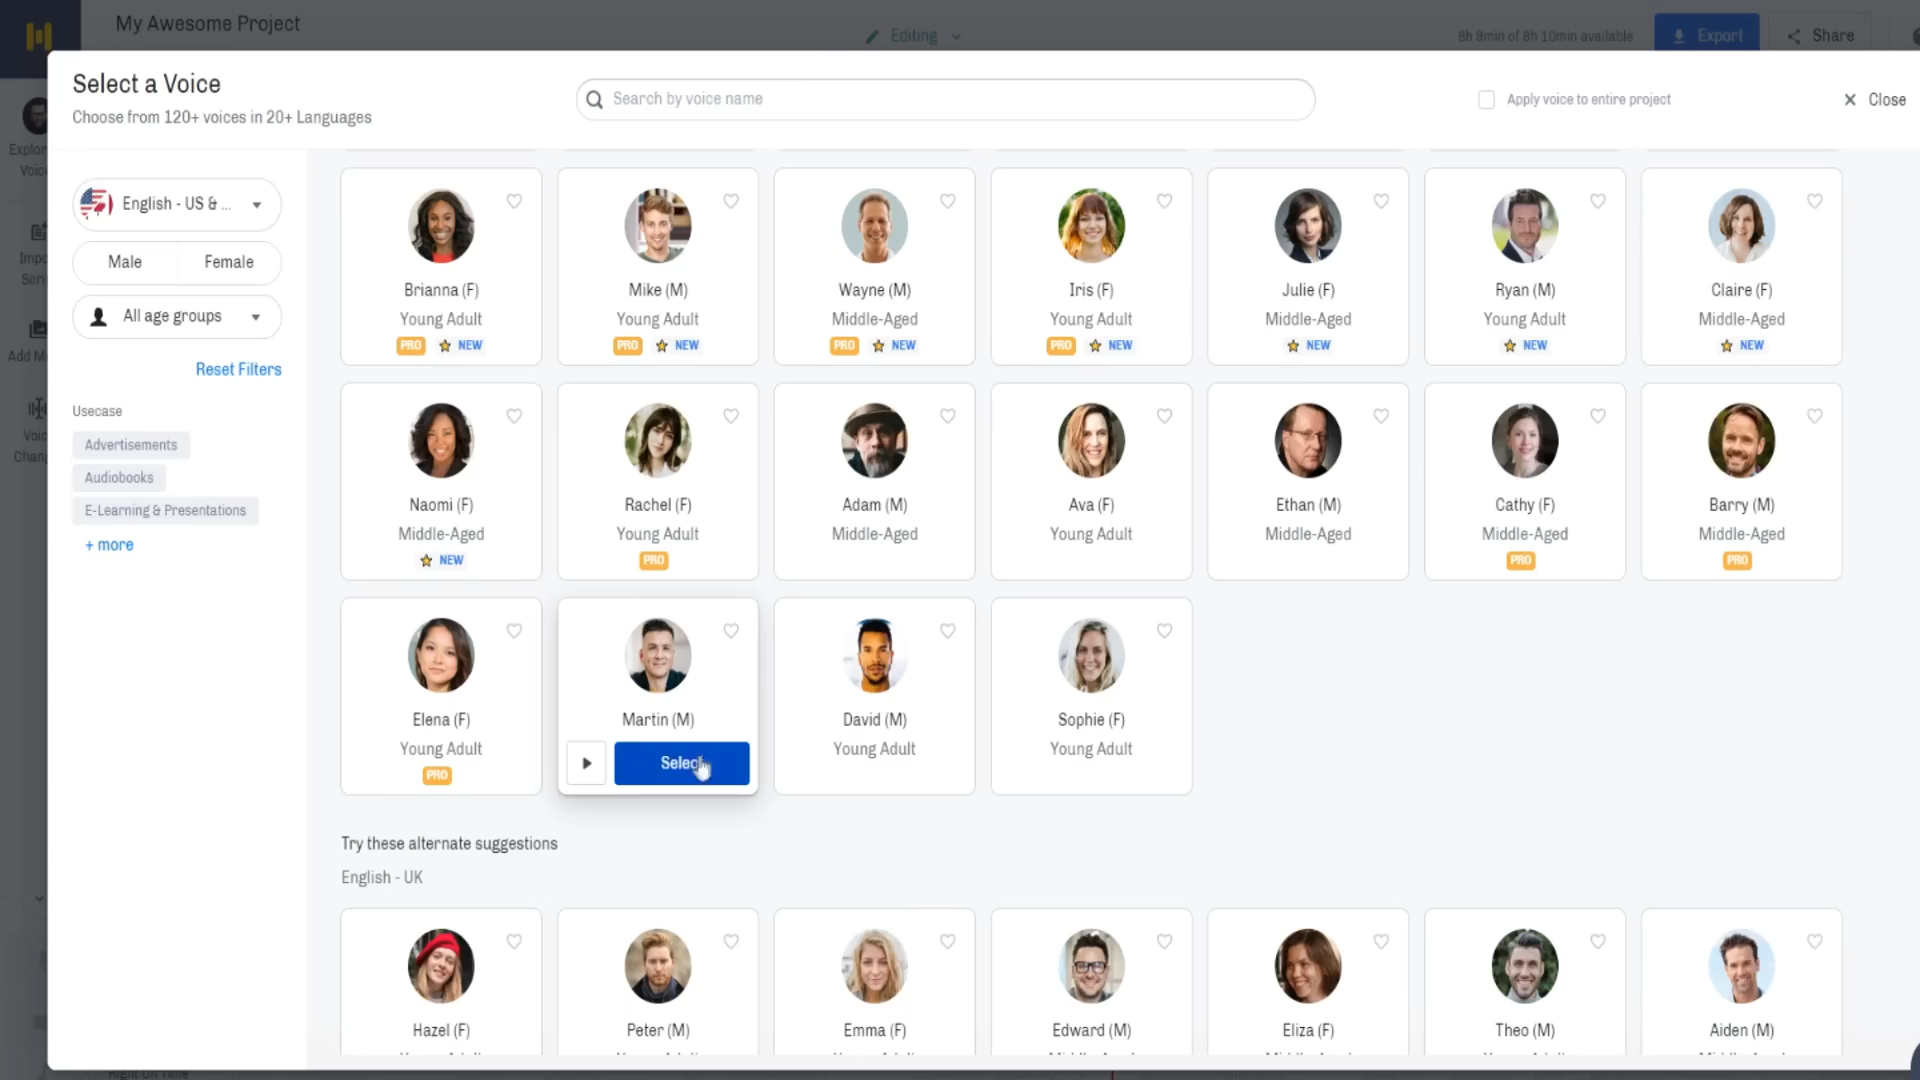 My Awesome Project
Editing
8h 9min of 8h 10min available
Export
Share
Select a Voice
Choose from 120+ voices in 20+ Languages
Search by voice name
Apply voice to entire project
Close
English - US & ...
Male
Female
All age groups
Reset Filters
Usecase
Advertisements
Audiobooks
E-Learning & Presentations
+ more
Brianna (F)
Young Adult
PRO NEW
Mike (M)
Young Adult
PRO NEW
Wayne (M)
Middle-Aged
PRO NEW
Iris (F)
Young Adult
PRO NEW
Julie (F)
Middle-Aged
NEW
Ryan (M)
Young Adult
NEW
Claire (F)
Middle-Aged
NEW
Naomi (F)
Middle-Aged
NEW
Rachel (F)
Young Adult
PRO
Adam (M)
Middle-Aged
Ava (F)
Young Adult
Ethan (M)
Middle-Aged
Cathy (F)
Middle-Aged
PRO
Barry (M)
Middle-Aged
PRO
Elena (F)
Young Adult
PRO
Martin (M)
Select
David (M)
Young Adult
Sophie (F)
Young Adult
Try these alternate suggestions
English - UK
Hazel (F)
Peter (M)
Emma (F)
Edward (M)
Eliza (F)
Theo (M)
Aiden (M)